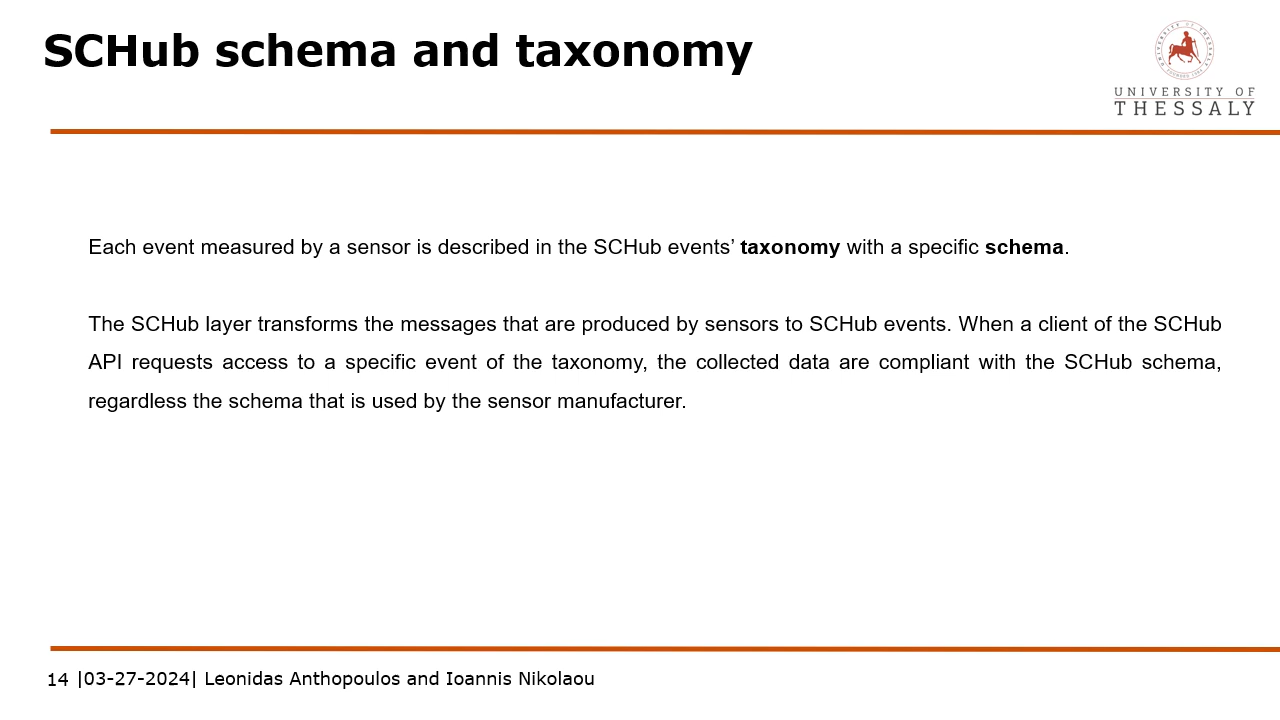 SCHub schema and taxonomy
UNIVERSITY OF
THESSALY
Each event measured by a sensor is described in the SCHub events’ taxonomy with a specific schema.
The SCHub layer transforms the messages that are produced by sensors to SCHub events. When a client of the SCHub
API requests access to a specific event of the taxonomy, the collected data are compliant with the SCHub schema,
regardless the schema that is used by the sensor manufacturer.
14 |03-27-2024| Leonidas Anthopoulos and Ioannis Nikolaou